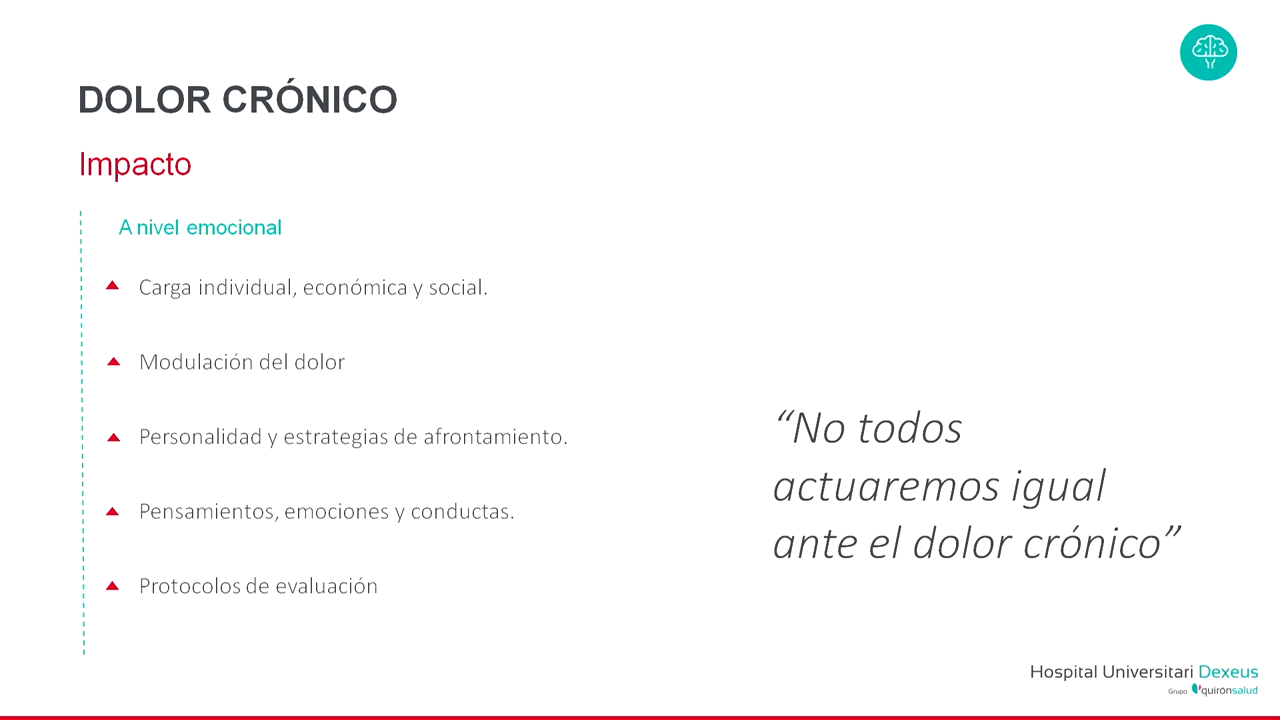 DOLOR CRÓNICO
Impacto
A nivel emocional
Carga individual, económica y social.
Modulación del dolor
Personalidad y estrategias de afrontamiento.
Pensamientos, emociones y conductas.
Protocolos de evaluación
“No todos
actuaremos igual
ante el dolor crónico”
Hospital Universitari Dexeus
Grupo quirónsalud